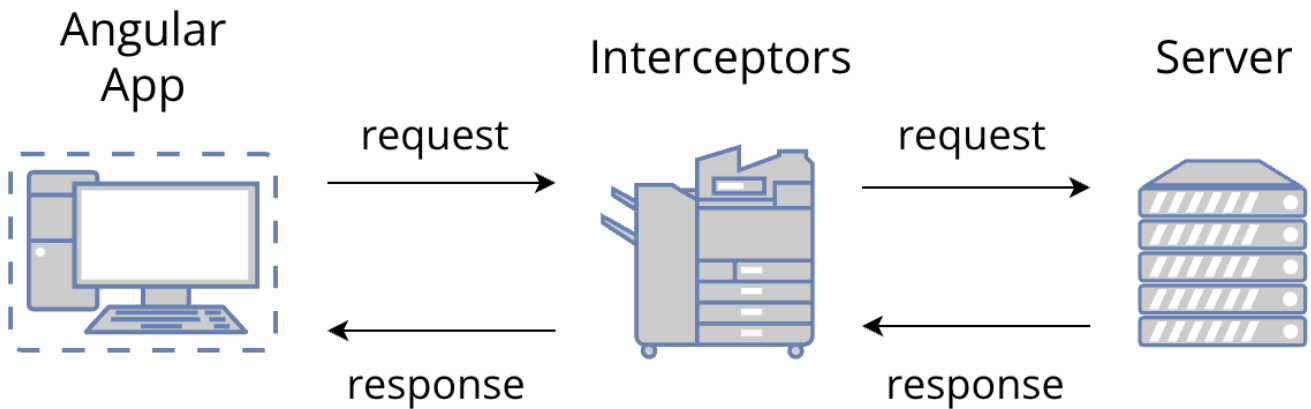 Angular
App
Interceptors
Server
request
request
response
response